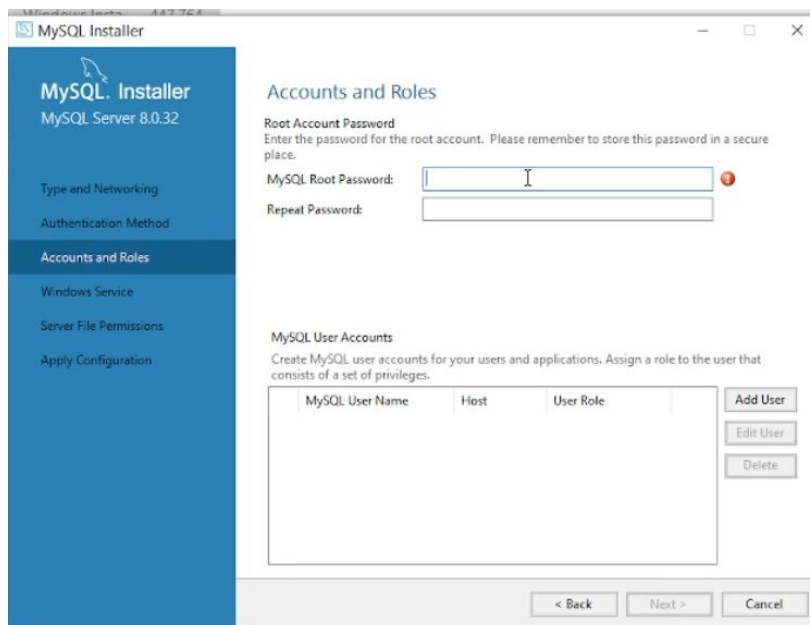 Windows Insta... 447,764
MySQL Installer
MySQL. Installer
MySQL Server 8.0.32
Type and Networking
Authentication Method
Accounts and Roles
Windows Service
Server File Permissions
Apply Configuration
Accounts and Roles
Root Account Password
Enter the password for the root account. Please remember to store this password in a secure
place.
MySQL Root Password:
Repeat Password:
MySQL User Accounts
Create MySQL user accounts for your users and applications. Assign a role to the user that
consists of a set of privileges.
MySQL User Name Host User Role
Add User
Edit User
Delete
< Back Next > Cancel